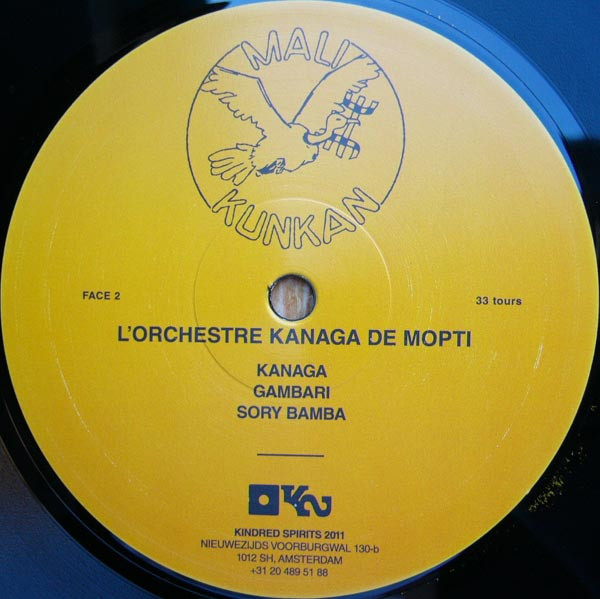 MALI
KUNKAN
FACE 2
33 tours
L'ORCHESTRE KANAGA DE MOPTI
KANAGA
GAMBARI
SORY BAMBA
KINDRED SPIRITS 2011
NIEUWEZIJDS VOORBURGWAL 130-b
1012 SH, AMSTERDAM
+31 20 489 51 88